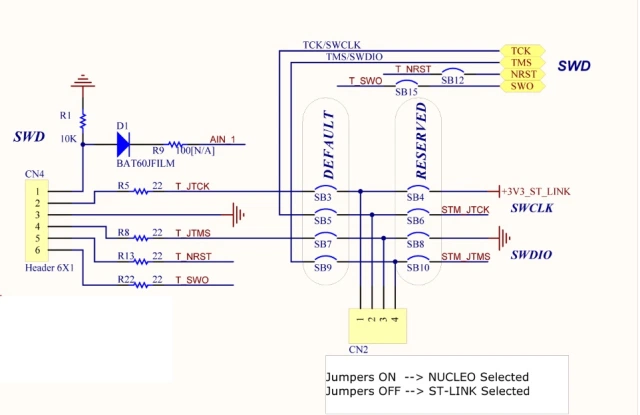 TCK/SWCLK
TMS/SWDIO
TCK
TMS
NRST
SWO
SWD
T_NRST
SB12
T_SWO
SB15
R1
10K
SWD
D1
BAT60JFILM
R9
100[N/A]
AIN_1
DEFAULT
RESERVED
CN4
1
2
3
4
5
6
Header 6X1
R5 22 T_JTCK
R8 22 T_JTMS
R13 22 T_NRST
R22 22 T_SWO
SB3
SB4
+3V3_ST_LINK
SB5
SB6
STM_JTCK
SWCLK
SB7
SB8
SWDIO
SB9
SB10
STM_JTMS
1 2 3 4
CN2
Jumpers ON --> NUCLEO Selected
Jumpers OFF --> ST-LINK Selected